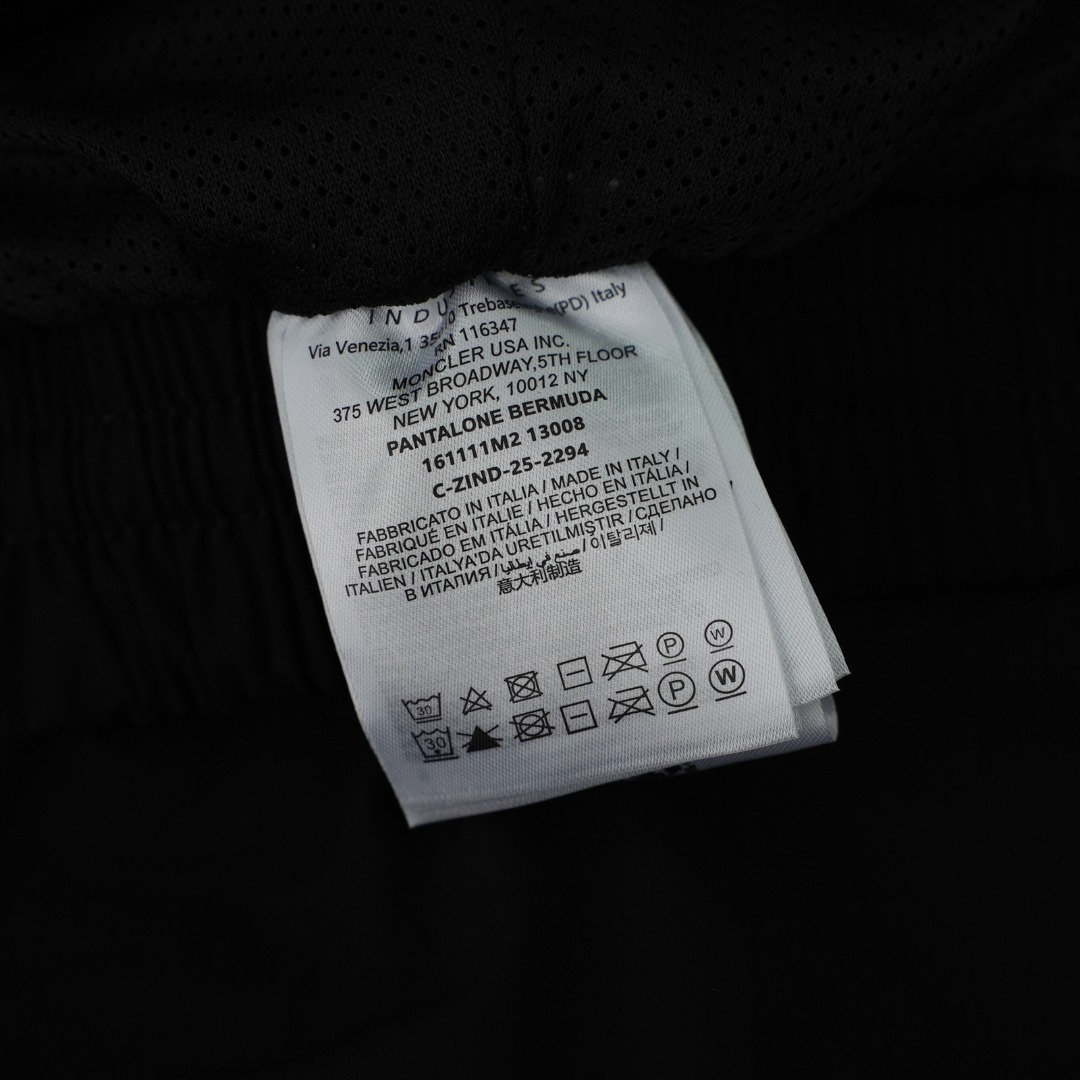 INDUSTRIES
Via Venezia,1 35 0 Trebase (PD) Italy
RN 116347
MONCLER USA INC.
375 WEST BROADWAY,5TH FLOOR
NEW YORK, 10012 NY
PANTALONE BERMUDA
161111M2 13008
C-ZIND-25-2294
FABBRICATO IN ITALIA / MADE IN ITALY /
FABRIQUÉ EN ITALIE / HECHO EN ITÁLIA /
FABRICADO EM ITÁLIA / HERGESTELLT IN
ITALIEN / ITALYA'DA URETILMIŞTIR / СДЕЛАНО
В ИТАЛИЯ / صنع في إيطاليا / 이탈리제 /
意大利制造
30 P W
30 P W